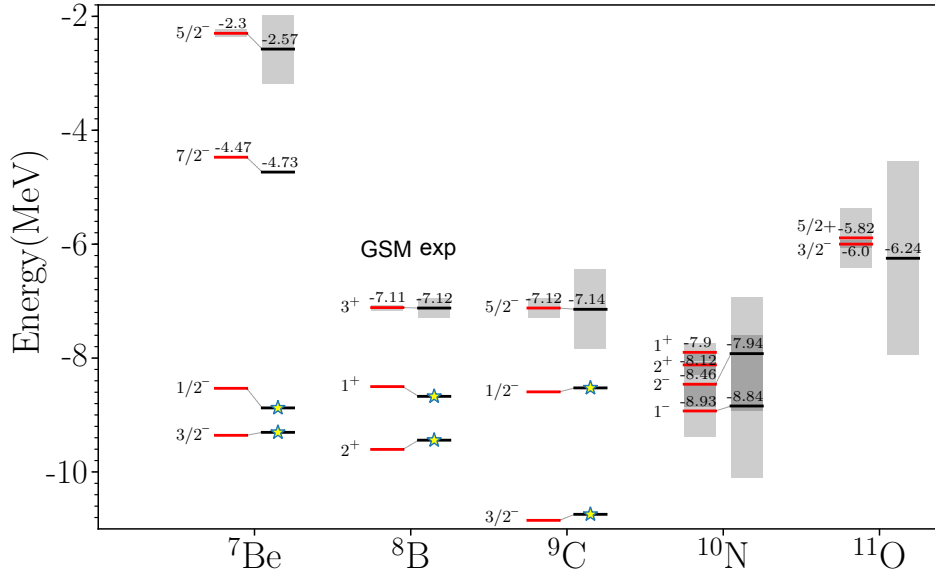 -2
-4
-6
-8
-10
Energy(MeV)
5/2⁻ -2.3 -2.57
7/2⁻ -4.47 -4.73
1/2⁻
3/2⁻
GSM exp
3⁺ -7.11 -7.12
1⁺
2⁺
5/2⁻ -7.12 -7.14
1/2⁻
3/2⁻
1⁺ -7.9 -7.94
2⁺ -8.12
2⁻ -8.46
1⁻ -8.93 -8.84
5/2+ -5.82
3/2⁻ -6.0 -6.24
⁷Be ⁸B ⁹C ¹⁰N ¹¹O